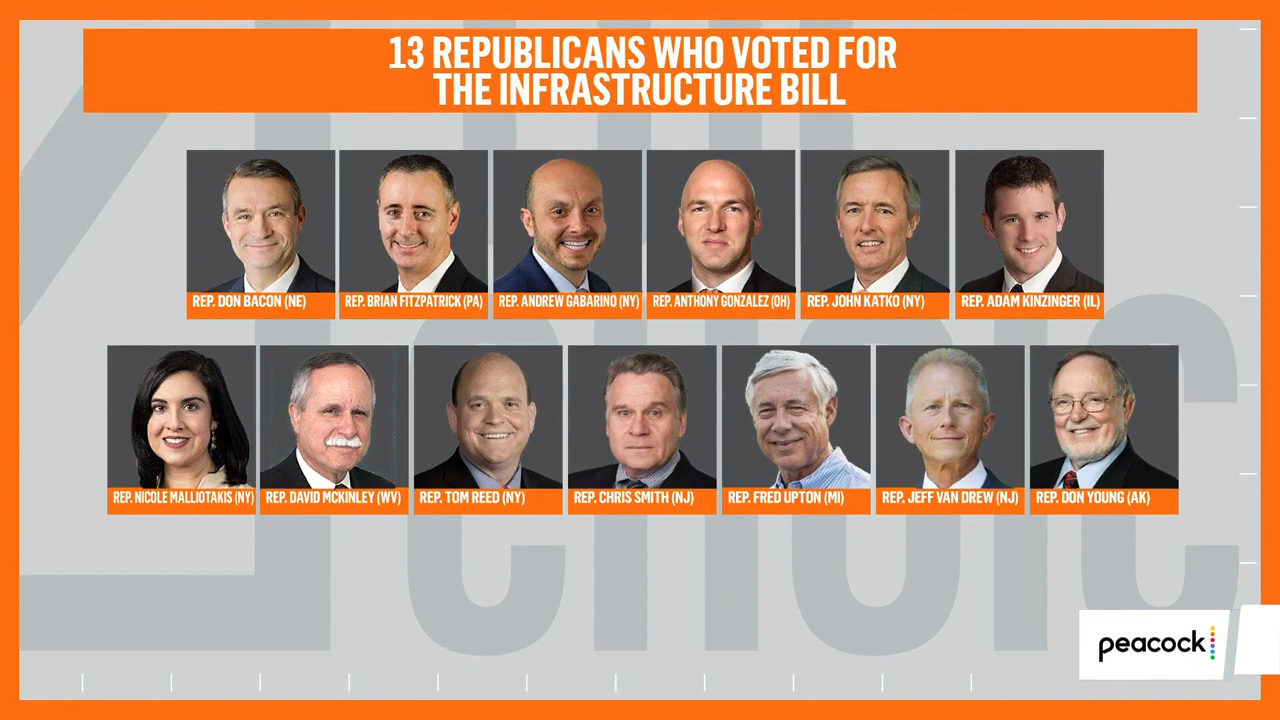 13 REPUBLICANS WHO VOTED FOR
THE INFRASTRUCTURE BILL
REP. DON BACON (NE)
REP. BRIAN FITZPATRICK (PA)
REP. ANDREW GABARINO (NY)
REP. ANTHONY GONZALEZ (OH)
REP. JOHN KATKO (NY)
REP. ADAM KINZINGER (IL)
REP. NICOLE MALLIOTAKIS (NY)
REP. DAVID MCKINLEY (WV)
REP. TOM REED (NY)
REP. CHRIS SMITH (NJ)
REP. FRED UPTON (MI)
REP. JEFF VAN DREW (NJ)
REP. DON YOUNG (AK)
peacock